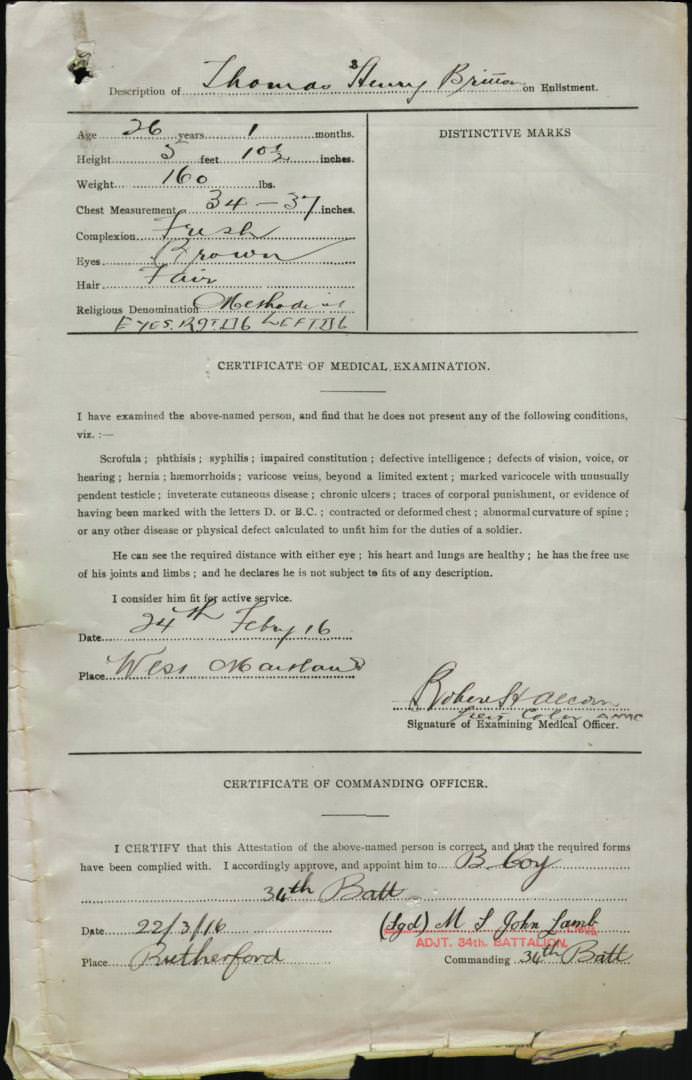 Description of Thomas Henry Britton on Enlistment.
Age 26 years 1 months.
Height 5 feet 10½ inches.
Weight 160 lbs.
Chest Measurement 34 - 37 inches.
Complexion Fresh
Eyes Brown
Hair Fair
Religious Denomination Methodist
EYES. RGT. D6 LEFT D6
DISTINCTIVE MARKS
CERTIFICATE OF MEDICAL EXAMINATION.
I have examined the above-named person, and find that he does not present any of the following conditions,
viz. :—
Scrofula ; phthisis ; syphilis ; impaired constitution ; defective intelligence ; defects of vision, voice, or
hearing ; hernia ; hæmorrhoids ; varicose veins, beyond a limited extent ; marked varicocele with unusually
pendent testicle ; inveterate cutaneous disease ; chronic ulcers ; traces of corporal punishment, or evidence of
having been marked with the letters D. or B.C. ; contracted or deformed chest ; abnormal curvature of spine ;
or any other disease or physical defect calculated to unfit him for the duties of a soldier.
He can see the required distance with either eye ; his heart and lungs are healthy ; he has the free use
of his joints and limbs ; and he declares he is not subject to fits of any description.
I consider him fit for active service.
Date 24th Febry 16
Place West Maitland
Robert H Alcorn
AAMC
Signature of Examining Medical Officer.
CERTIFICATE OF COMMANDING OFFICER.
I CERTIFY that this Attestation of the above-named person is correct, and that the required forms
have been complied with. I accordingly approve, and appoint him to B. Coy
34th Batt
Date 22/3/16 (Sgd) M S John Lamb
ADJT. 34th. BATTALION
Place Rutherford Commanding 34th Batt